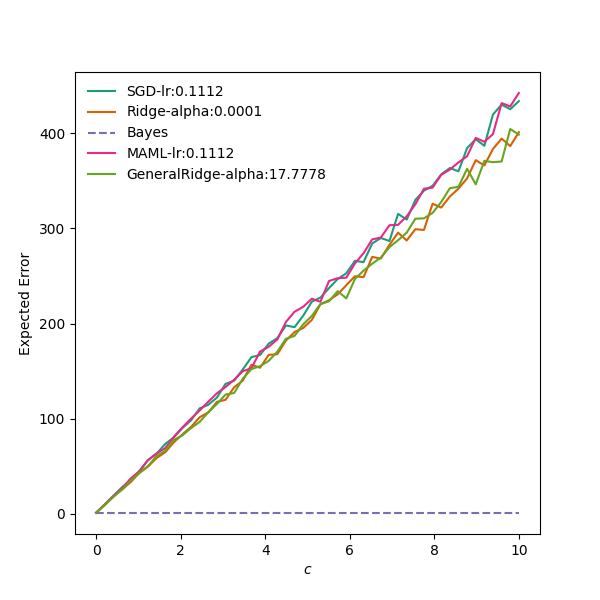 SGD-lr:0.1112
Ridge-alpha:0.0001
Bayes
MAML-lr:0.1112
GeneralRidge-alpha:17.7778
Expected Error
400
300
200
100
0
0 2 4 6 8 10
c